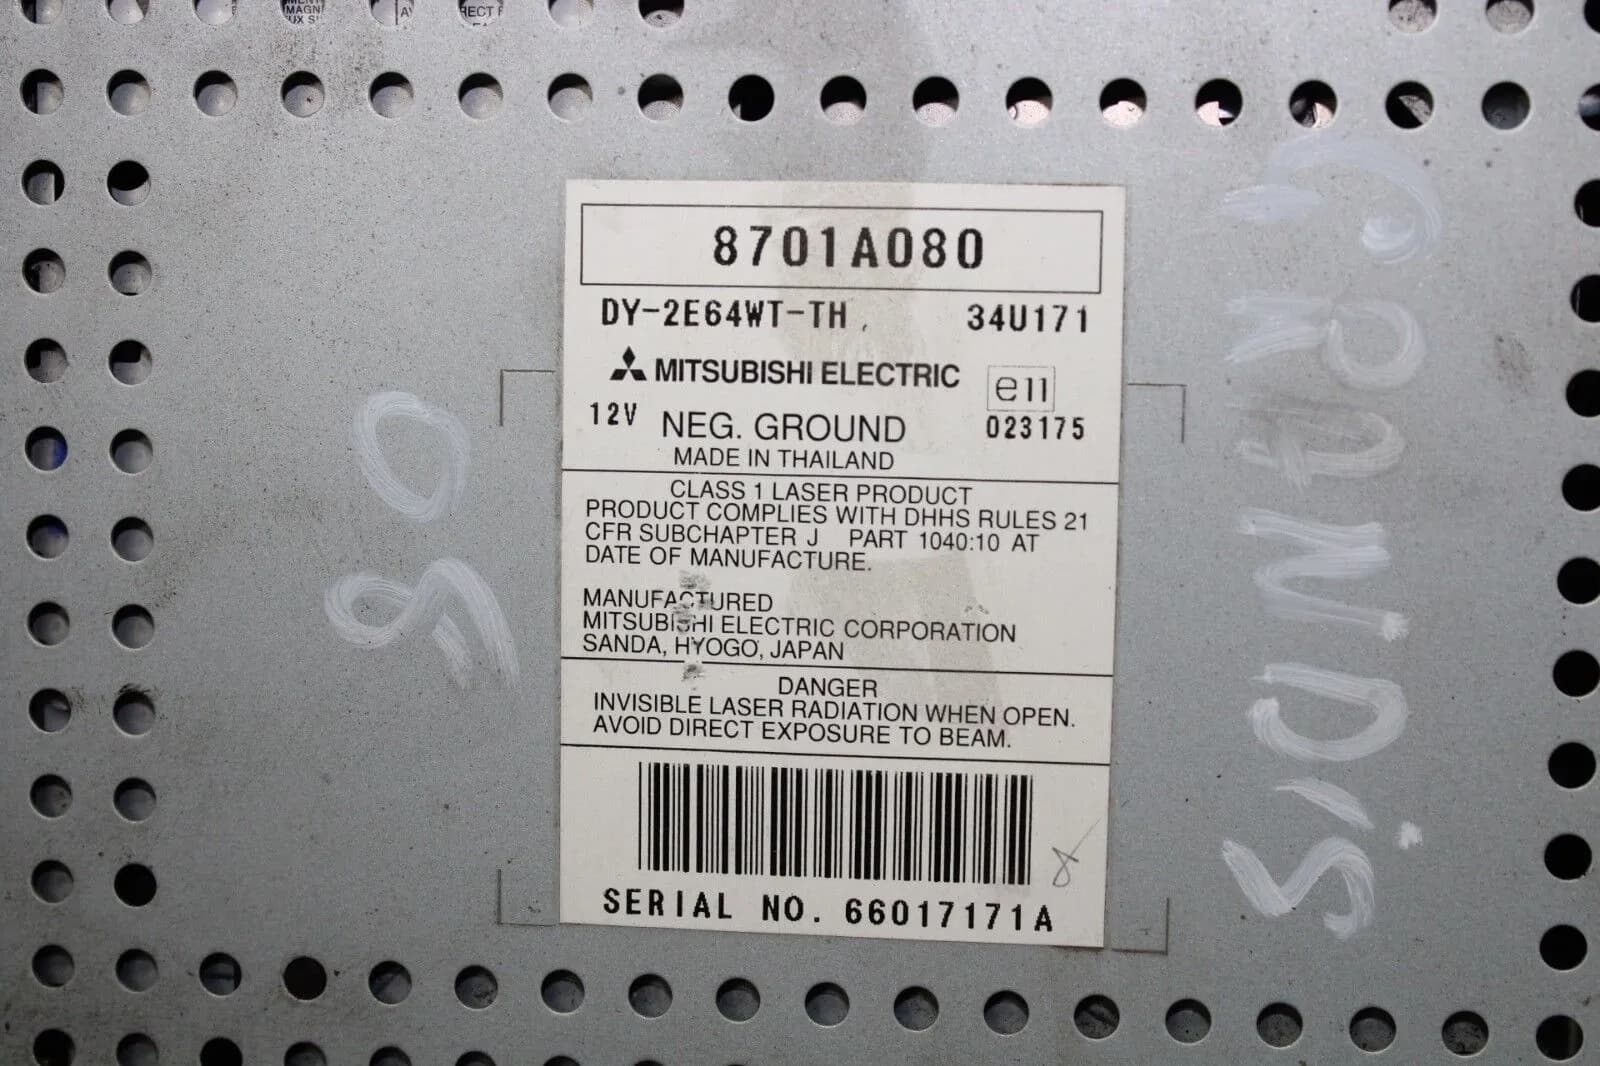 8701A080
DY-2E64WT-TH
34U171
MITSUBISHI ELECTRIC
e11
12V NEG. GROUND
023175
MADE IN THAILAND
CLASS 1 LASER PRODUCT
PRODUCT COMPLIES WITH DHHS RULES 21
CFR SUBCHAPTER J PART 1040:10 AT
DATE OF MANUFACTURE.
MANUFACTURED
MITSUBISHI ELECTRIC CORPORATION
SANDA, HYOGO, JAPAN
DANGER
INVISIBLE LASER RADIATION WHEN OPEN.
AVOID DIRECT EXPOSURE TO BEAM.
SERIAL NO. 66017171A
GRANDiS